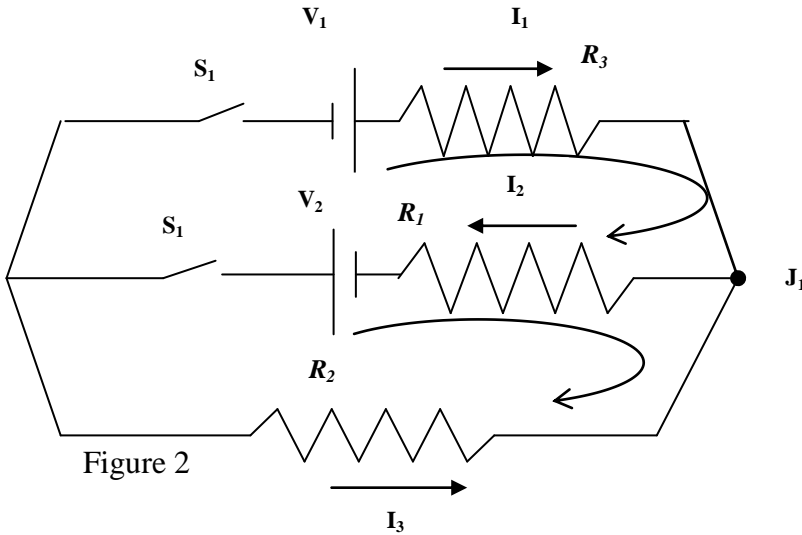 V₁ I₁
S₁ R₃
I₂
V₂
S₁ R₁
J₁
R₂
Figure 2
I₃